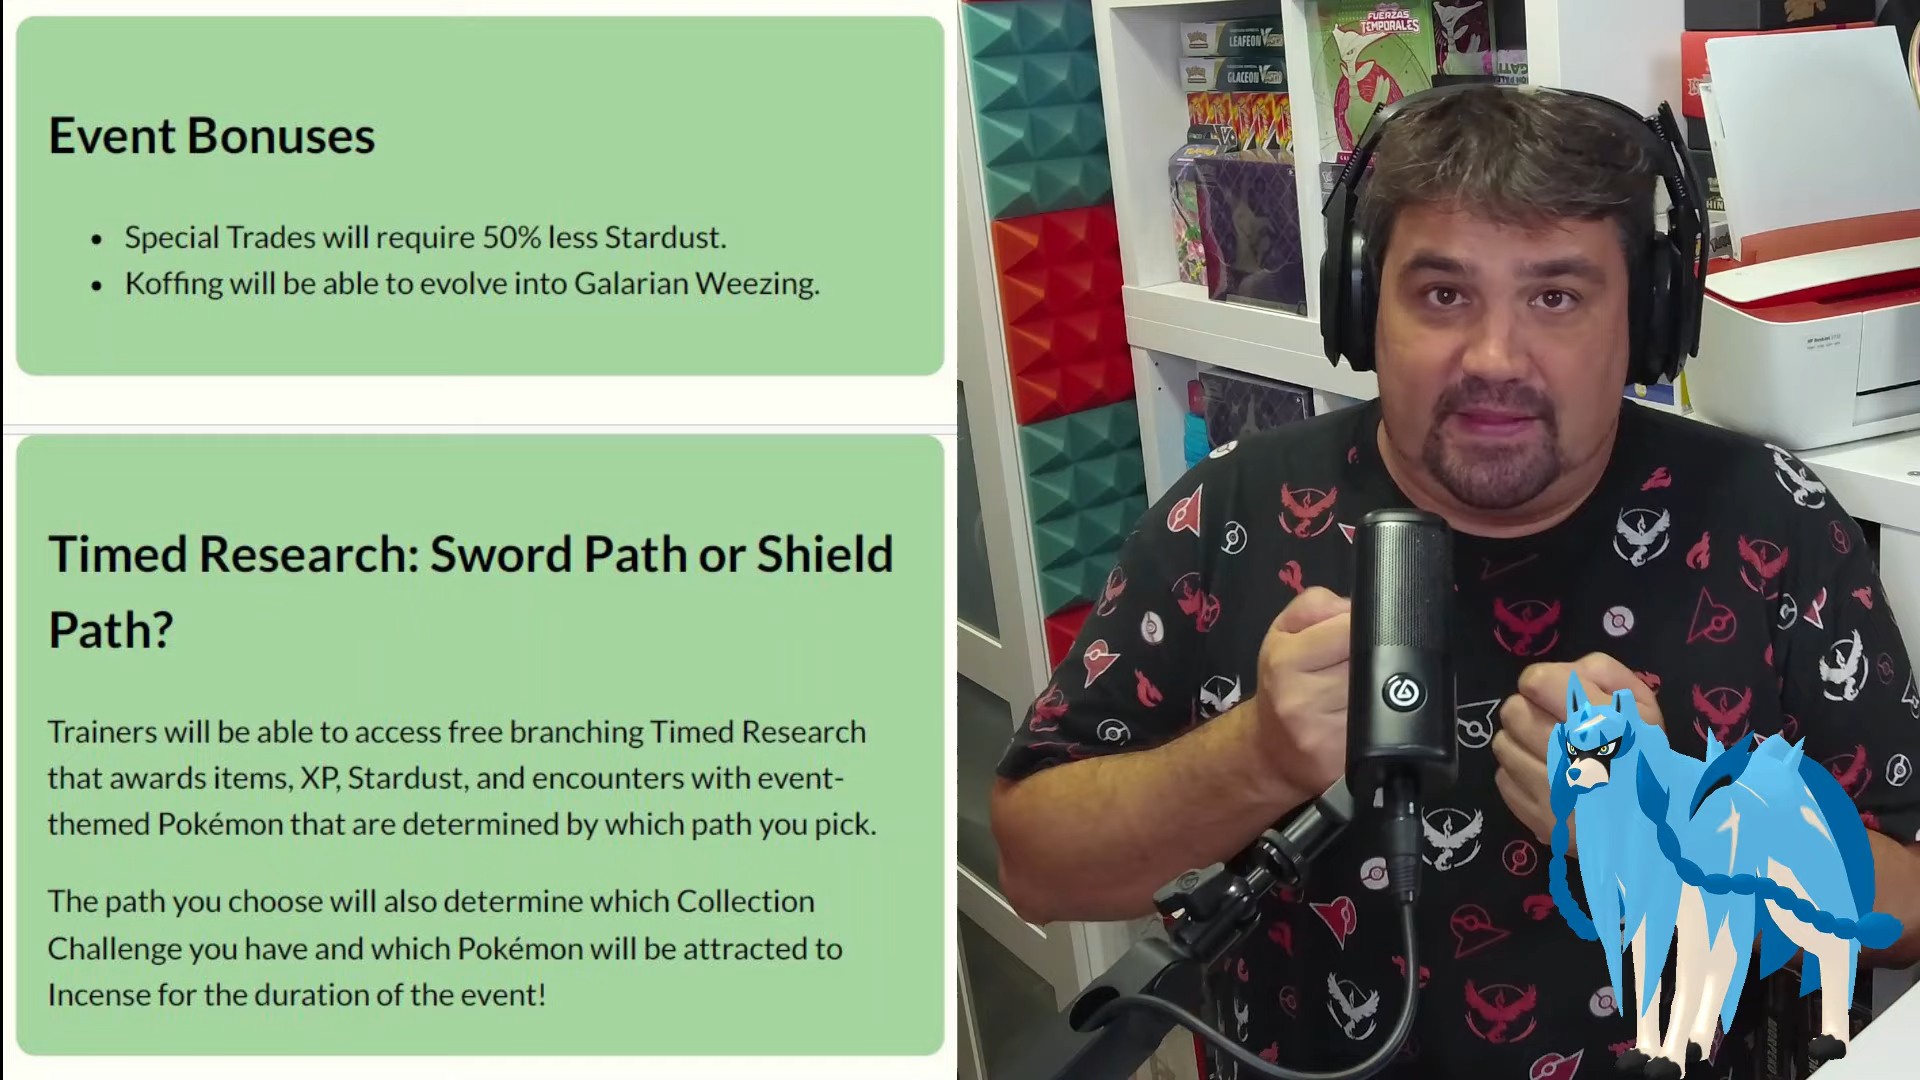 Event Bonuses
• Special Trades will require 50% less Stardust.
• Koffing will be able to evolve into Galarian Weezing.
Timed Research: Sword Path or Shield
Path?
Trainers will be able to access free branching Timed Research
that awards items, XP, Stardust, and encounters with event-
themed Pokémon that are determined by which path you pick.
The path you choose will also determine which Collection
Challenge you have and which Pokémon will be attracted to
Incense for the duration of the event!
FUERZAS
TEMPORALES
LEAFEON V
GLACEON V